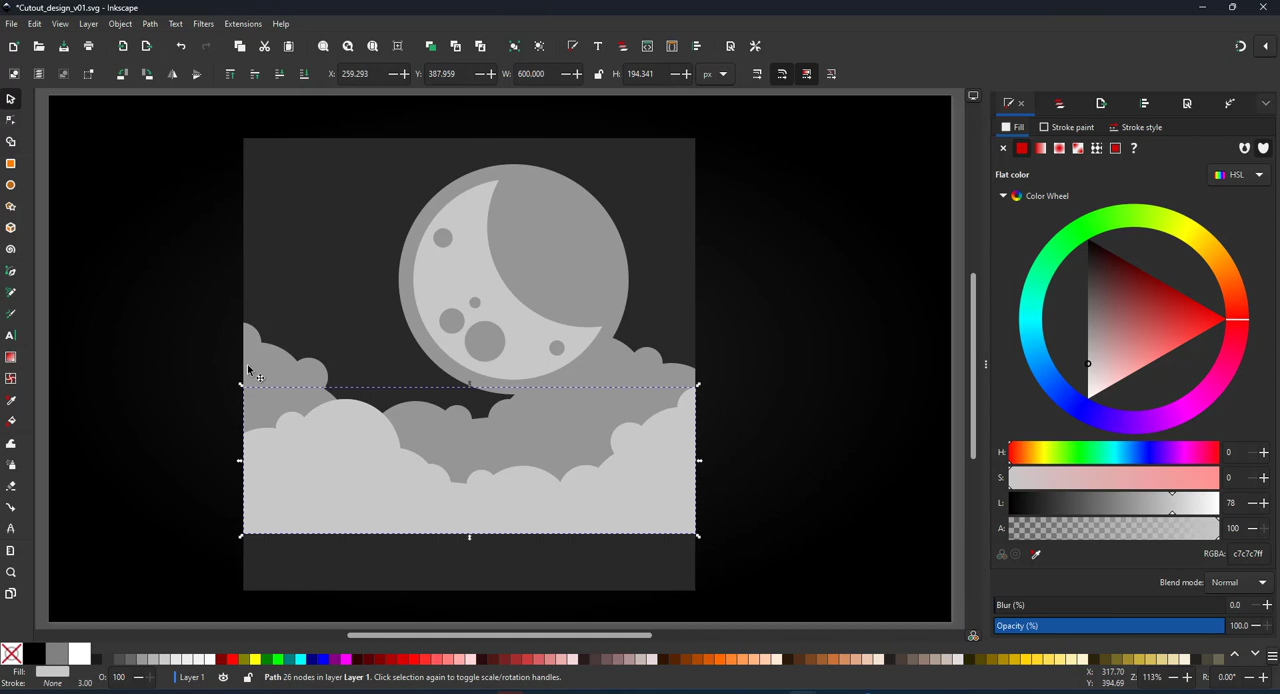 *Cutout_design_v01.svg - Inkscape
File Edit View Layer Object Path Text Filters Extensions Help
X: 259.293 Y: 387.959 W: 600.000 H: 194.341 px
Fill Stroke paint Stroke style
?
Flat color HSL
Color Wheel
H: 0
S: 0
L: 78
A: 100
RGBA: c7c7c7ff
Blend mode: Normal
Blur (%) 0.0
Opacity (%) 100.0
Fill:
Stroke: None 3.00
O: 100
Layer 1
Path 26 nodes in layer Layer 1. Click selection again to toggle scale/rotation handles.
X: 317.70
Y: 394.69
Z: 113%
R: 0.00°